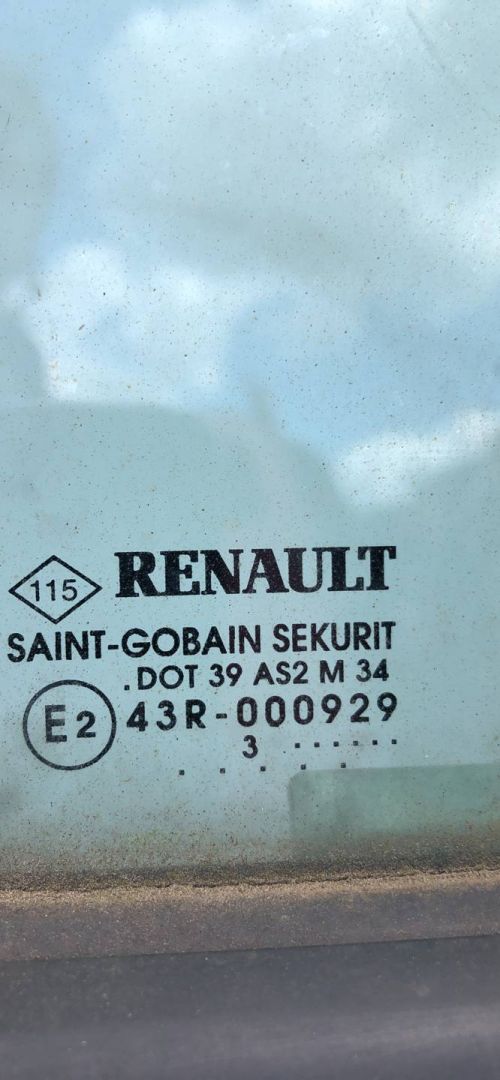 115 RENAULT
SAINT-GOBAIN SEKURIT
.DOT 39 AS2 M 34
E2 43R-000929
3 ......
. . . . .